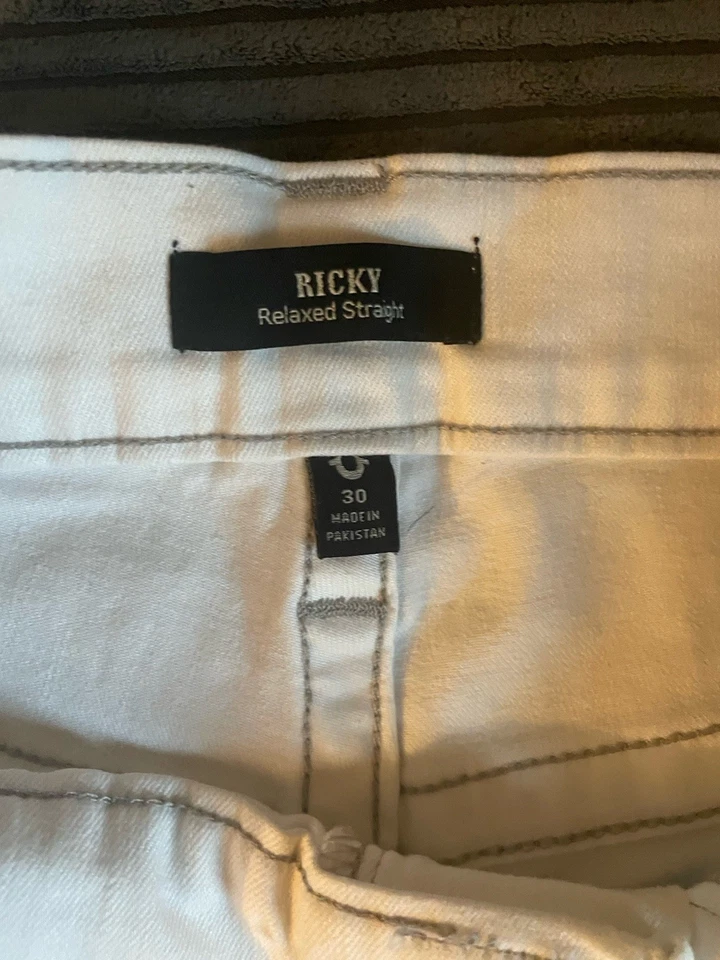 RICKY
Relaxed Straight
30
MADE IN
PAKISTAN